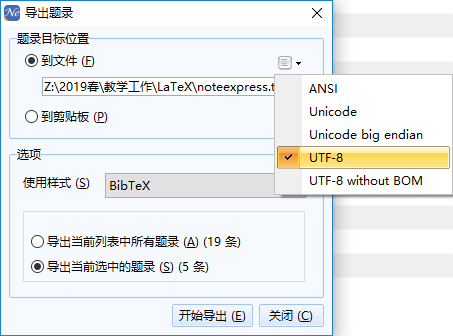 Ne 导出题录
题录目标位置
到文件 (F)
Z:\2019春\教学工作\LaTeX\noteexpress.t
到剪贴板 (P)
ANSI
Unicode
Unicode big endian
UTF-8
UTF-8 without BOM
选项
使用样式 (S)
BibTeX
导出当前列表中所有题录 (A) (19 条)
导出当前选中的题录 (S) (5 条)
开始导出 (E)
关闭 (C)